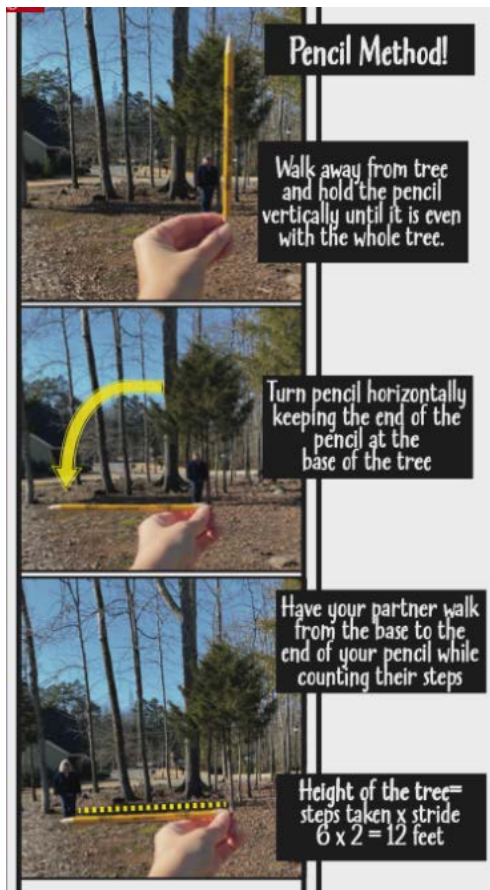 Pencil Method!
Walk away from tree
and hold the pencil
vertically until it is even
with the whole tree.
Turn pencil horizontally
keeping the end of the
pencil at the
base of the tree
Have your partner walk
from the base to the
end of your pencil while
counting their steps
Height of the tree=
steps taken x stride
6 x 2 = 12 feet